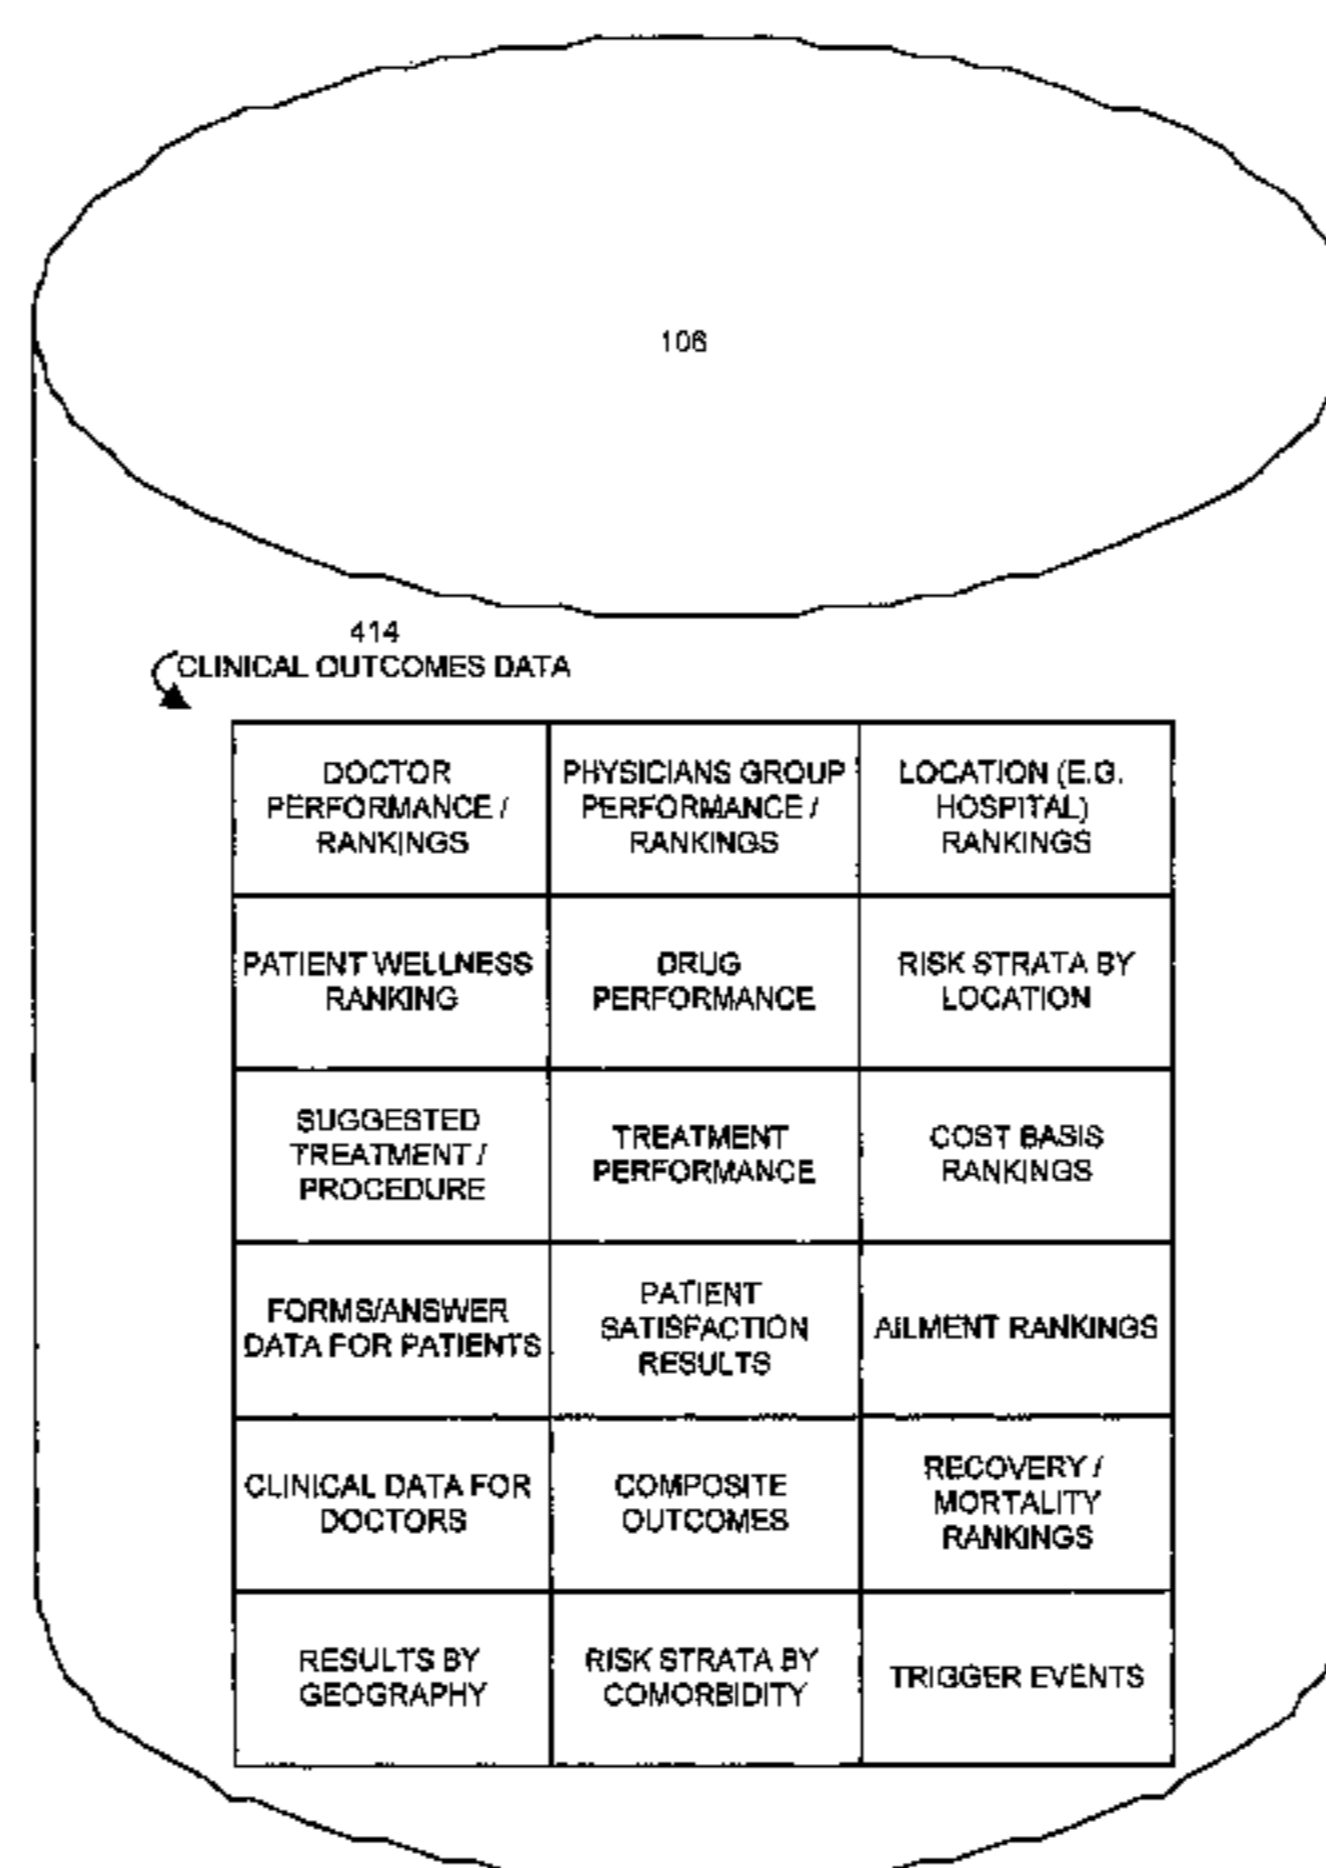 106
414
CLINICAL OUTCOMES DATA
DOCTOR
PERFORMANCE /
RANKINGS
PHYSICIANS GROUP
PERFORMANCE /
RANKINGS
LOCATION (E.G.
HOSPITAL)
RANKINGS
PATIENT WELLNESS
RANKING
DRUG
PERFORMANCE
RISK STRATA BY
LOCATION
SUGGESTED
TREATMENT /
PROCEDURE
TREATMENT
PERFORMANCE
COST BASIS
RANKINGS
FORMS/ANSWER
DATA FOR PATIENTS
PATIENT
SATISFACTION
RESULTS
AILMENT RANKINGS
CLINICAL DATA FOR
DOCTORS
COMPOSITE
OUTCOMES
RECOVERY /
MORTALITY
RANKINGS
RESULTS BY
GEOGRAPHY
RISK STRATA BY
COMORBIDITY
TRIGGER EVENTS